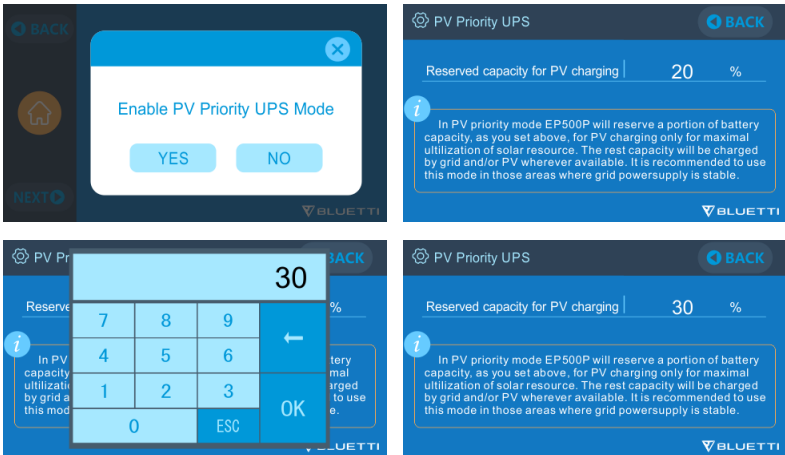 BACK
Enable PV Priority UPS Mode
YES
NO
NEXT
BLUETTI
PV Priority UPS
BACK
Reserved capacity for PV charging 20 %
i
In PV priority mode EP500P will reserve a portion of battery
capacity, as you set above, for PV charging only for maximal
ultilization of solar resource. The rest capacity will be charged
by grid and/or PV wherever available. It is recommended to use
this mode in those areas where grid powersupply is stable.
BLUETTI
PV Pr
BACK
30
Reserve
%
7 8 9
4 5 6
1 2 3
0 ESC
OK
i
In PV
capacity
ultilizati
by grid a
this mod
ttery
mal
arged
to use
e.
LUETTI
PV Priority UPS
BACK
Reserved capacity for PV charging 30 %
i
In PV priority mode EP500P will reserve a portion of battery
capacity, as you set above, for PV charging only for maximal
ultilization of solar resource. The rest capacity will be charged
by grid and/or PV wherever available. It is recommended to use
this mode in those areas where grid powersupply is stable.
BLUETTI